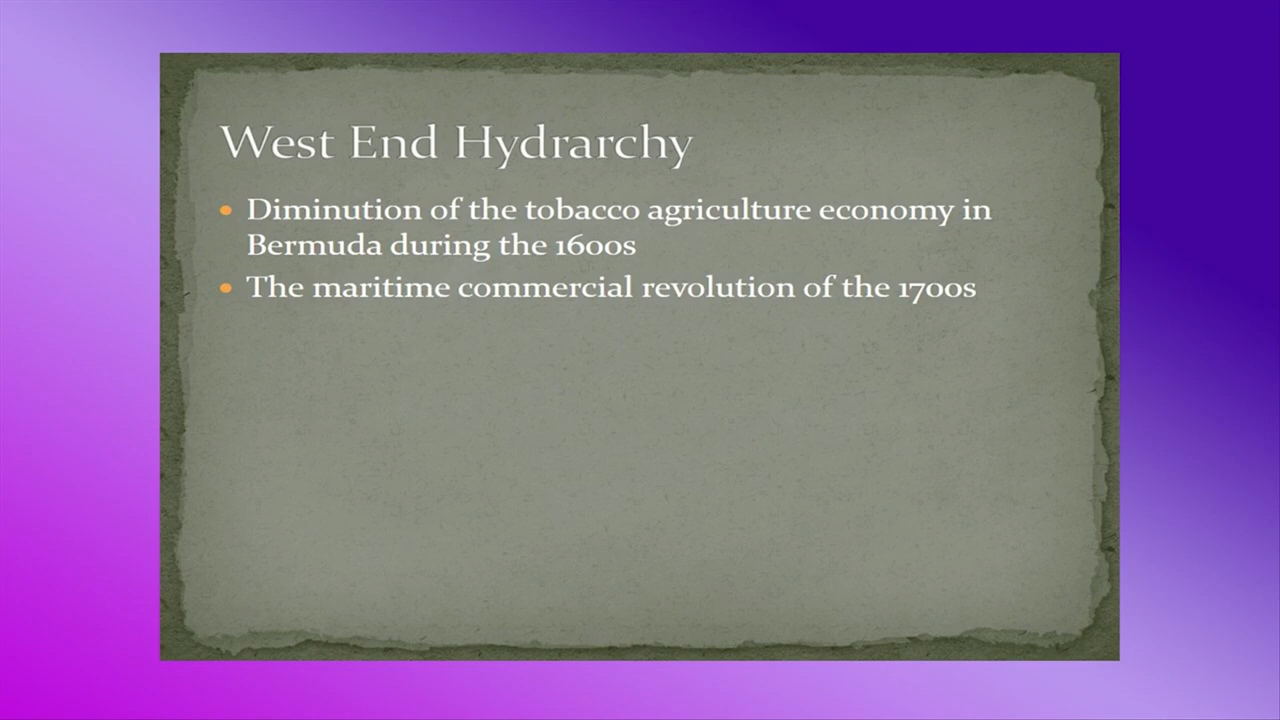 West End Hydrarchy
• Diminution of the tobacco agriculture economy in
Bermuda during the 1600s
• The maritime commercial revolution of the 1700s